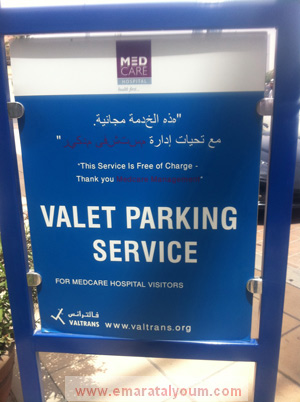 MED
CARE
HOSPITAL
"هذه الخدمة مجانية.
مع تحيات إدارة
"This Service Is Free of Charge -
Thank you
VALET PARKING
SERVICE
FOR MEDCARE HOSPITAL VISITORS
فالترانس
VALTRANS www.valtrans.org
www.emaratalyoum.com